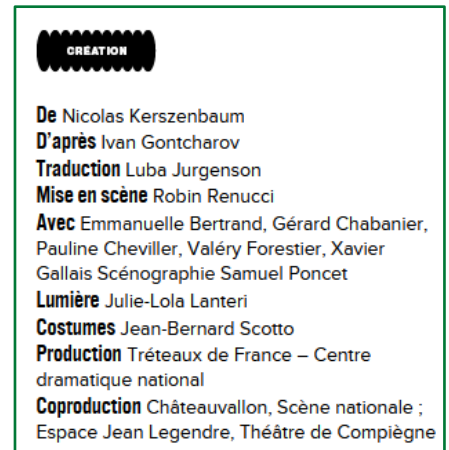 CRÉATION
De Nicolas Kerszenbaum
D'après Ivan Gontcharov
Traduction Luba Jurgenson
Mise en scène Robin Renucci
Avec Emmanuelle Bertrand, Gérard Chabanier,
Pauline Cheviller, Valéry Forestier, Xavier
Gallais Scénographie Samuel Poncet
Lumière Julie-Lola Lanteri
Costumes Jean-Bernard Scotto
Production Tréteaux de France – Centre
dramatique national
Coproduction Châteauvallon, Scène nationale ;
Espace Jean Legendre, Théâtre de Compiègne